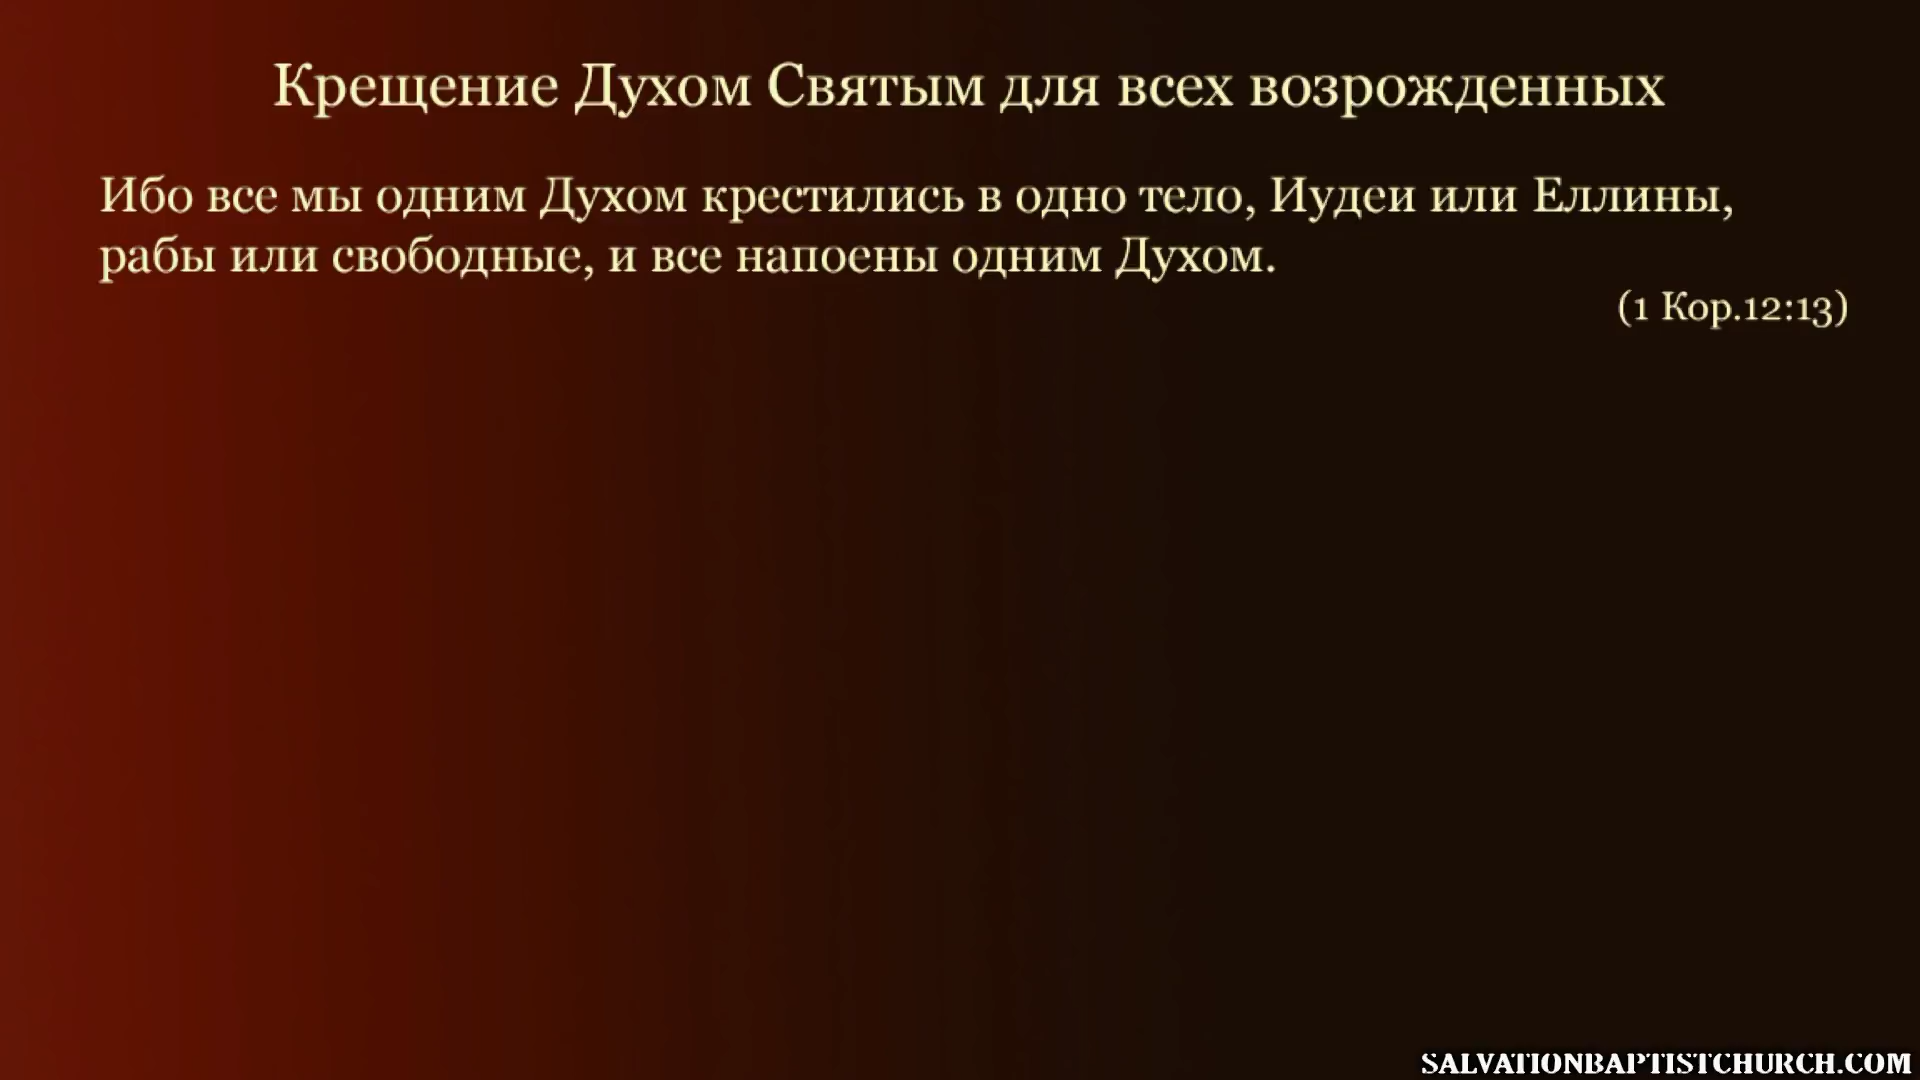 Крещение Духом Святым для всех возрожденных
Ибо все мы одним Духом крестились в одно тело, Иудеи или Еллины,
рабы или свободные, и все напоены одним Духом.
(1 Кор.12:13)
SALVATIONBAPTISTCHURCH.COM